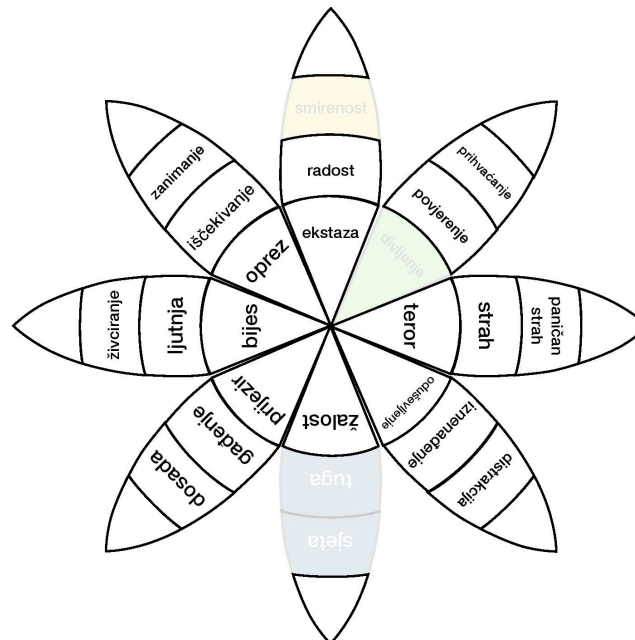 smirenost
radost
ekstaza
prihvaćanje
povjerenje
divljenje
paničan
strah
strah
teror
distrakcija
iznenađenje
oduševljenje
žalost
tuga
sjeta
prijezir
gađenje
dosada
bijes
ljutnja
živciranje
oprez
iščekivanje
zanimanje